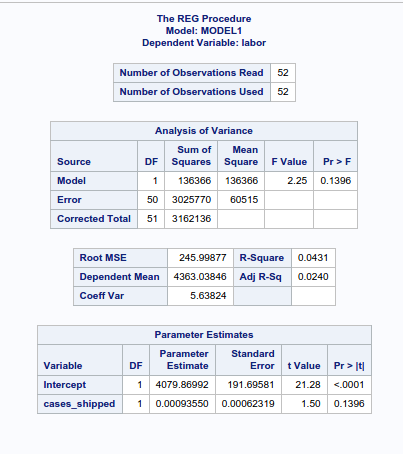 The REG Procedure
Model: MODEL1
Dependent Variable: labor
Number of Observations Read 52
Number of Observations Used 52
Analysis of Variance
Source DF Sum of Squares Mean Square F Value Pr > F
Model 1 136366 136366 2.25 0.1396
Error 50 3025770 60515
Corrected Total 51 3162136
Root MSE 245.99877 R-Square 0.0431
Dependent Mean 4363.03846 Adj R-Sq 0.0240
Coeff Var 5.63824
Parameter Estimates
Variable DF Parameter Estimate Standard Error t Value Pr > |t|
Intercept 1 4079.86992 191.69581 21.28 <.0001
cases_shipped 1 0.00093550 0.00062319 1.50 0.1396